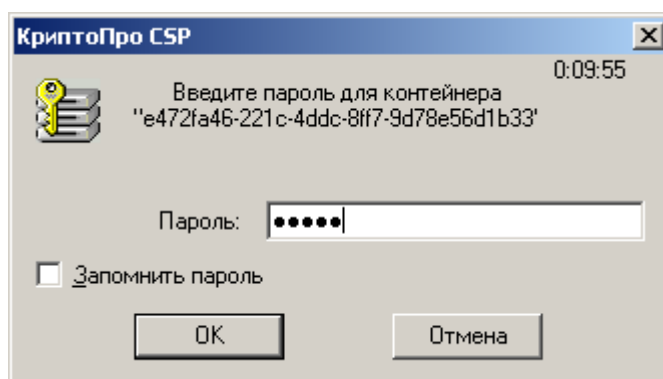 КриптоПро CSP
0:09:55
Введите пароль для контейнера
"e472fa46-221c-4ddc-8ff7-9d78e56d1b33'
Пароль: •••••
Запомнить пароль
OK Отмена